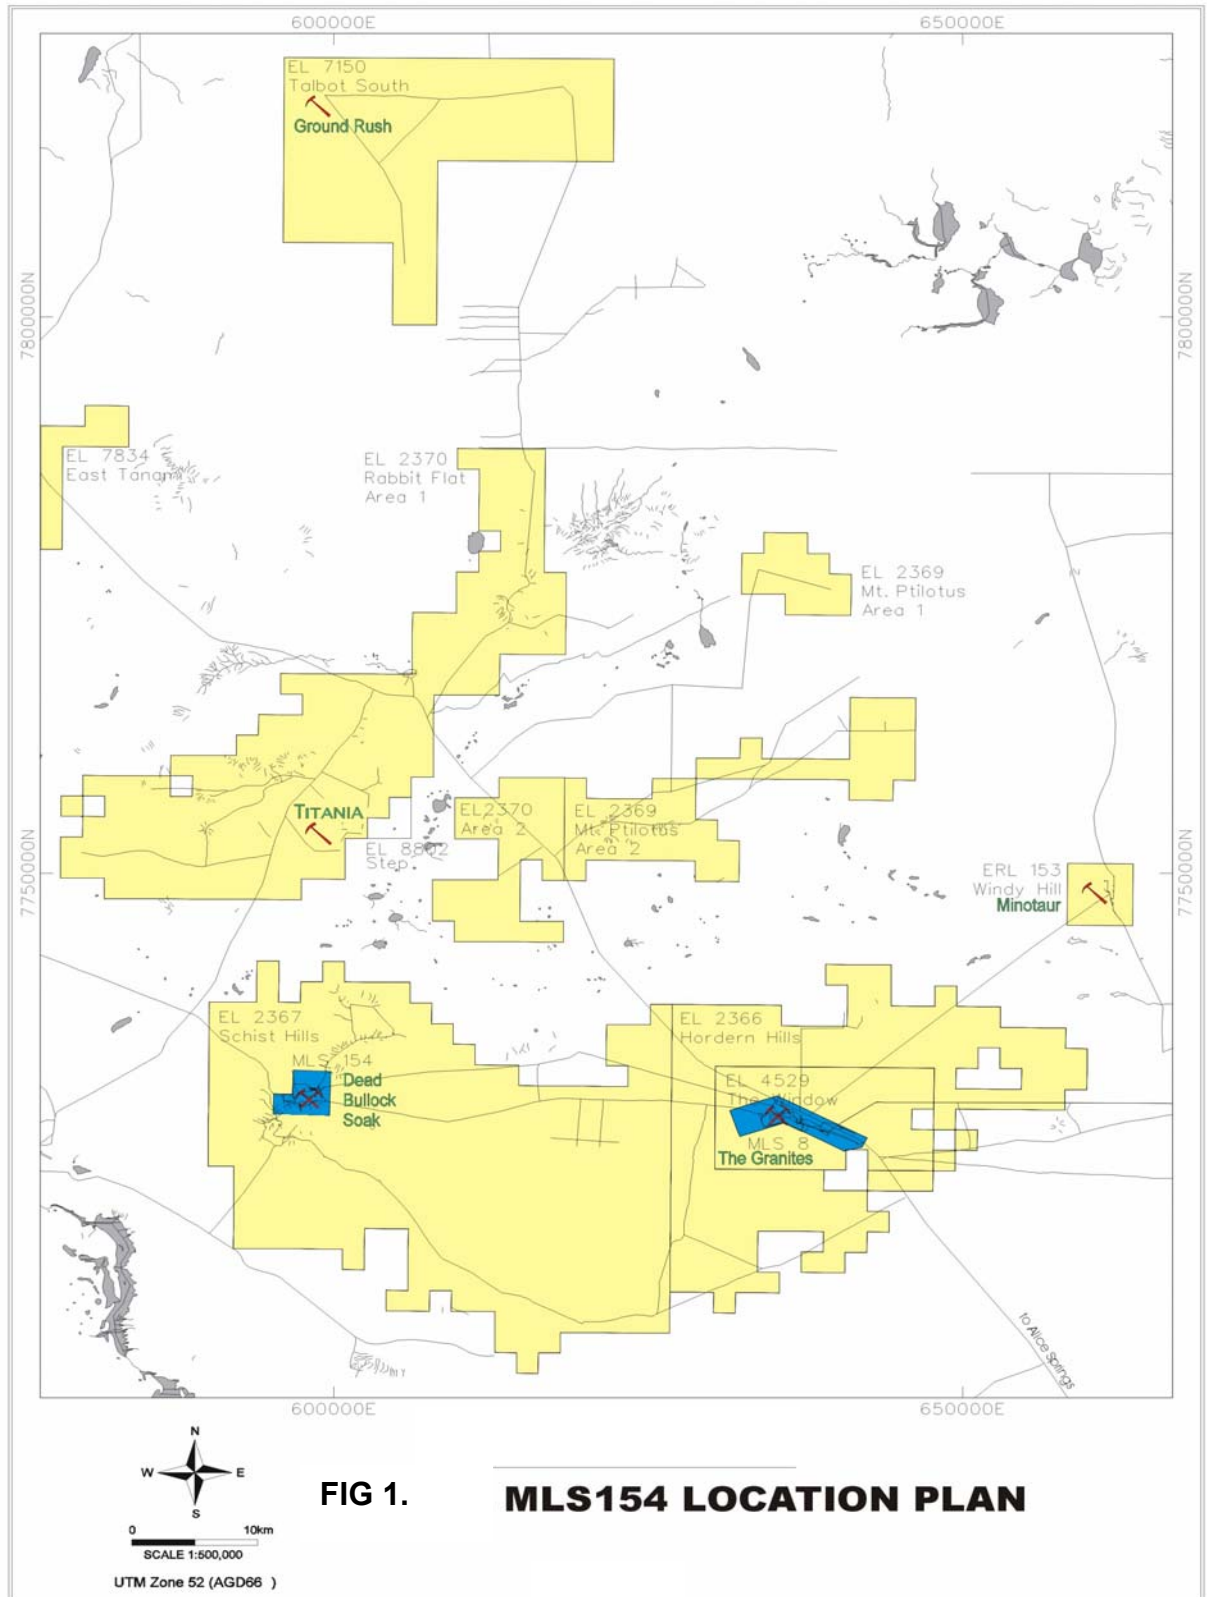 600000E
650000E
EL 7150
Talbot South
Ground Rush
7800000N
7800000N
EL 7834
East Tanami
EL 2370
Rabbit Flat
Area 1
EL 2369
Mt. Ptilotus
Area 1
TITANIA
EL 8802
Step
EL2370
Area 2
EL 2369
Mt. Ptilotus
Area 2
7750000N
7750000N
ERL 153
Windy Hill
Minotaur
EL 2367
Schist Hills
MLS 154
Dead
Bullock
Soak
EL 2366
Hordern Hills
EL 4529
The Window
MLS 8
The Granites
to Alice Springs
600000E
650000E
N
W
E
S
0
10km
SCALE 1:500,000
UTM Zone 52 (AGD66 )
FIG 1.
MLS154 LOCATION PLAN